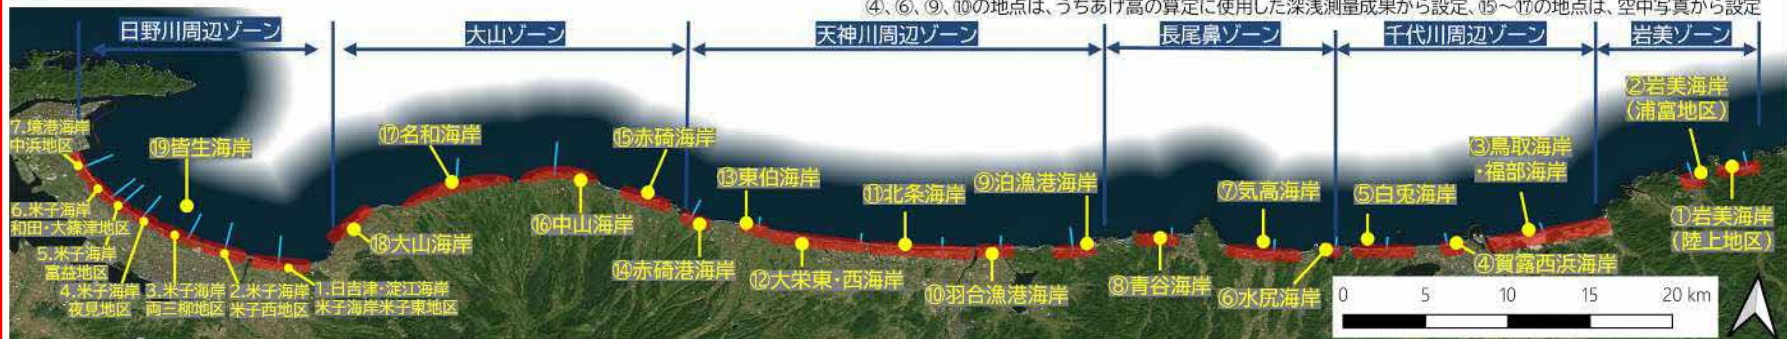 ④、⑥、⑨、⑩の地点は、うちあげ高の算定に使用した深浅測量成果から設定、⑮~⑰の地点は、空中写真から設定
日野川周辺ゾーン
大山ゾーン
天神川周辺ゾーン
長尾鼻ゾーン
千代川周辺ゾーン
岩美ゾーン
7.境港海岸
中浜地区
⑲皆生海岸
⑰名和海岸
⑮赤碕海岸
⑬東伯海岸
⑪北条海岸
⑨泊漁港海岸
⑦気高海岸
⑤白兎海岸
③鳥取海岸
・福部海岸
②岩美海岸
(浦富地区)
6.米子海岸
和田・大篠津地区
5.米子海岸
富益地区
4.米子海岸
夜見地区
3.米子海岸
両三柳地区
2.米子海岸
米子西地区
1.日吉津・淀江海岸
米子海岸米子東地区
⑱大山海岸
⑯中山海岸
⑭赤碕港海岸
⑫大栄東・西海岸
⑩羽合漁港海岸
⑧青谷海岸
⑥水尻海岸
④賀露西浜海岸
①岩美海岸
(陸上地区)
0 5 10 15 20 km